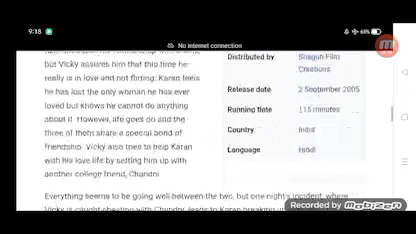 9:18
63%
No internet connection
but Vicky assures him that this time he
really is in love and not flirting. Karan feels
he has lost the only woman he has ever
loved but knows he cannot do anything
about it. However, life goes on and the
three of them share a special bond of
friendship. Vicky also tries to help Karan
with his love life by setting him up with
another college friend, Chandni
Everything seems to be going well between the two, but one night's incident, where
Vicky is caught cheating with Chandni, leads to Karan breaking
Distributed by Shagun Film
Creations
Release date 2 September 2005
Running time 115 minutes
Country India
Language Hindi
Recorded by Mobizen